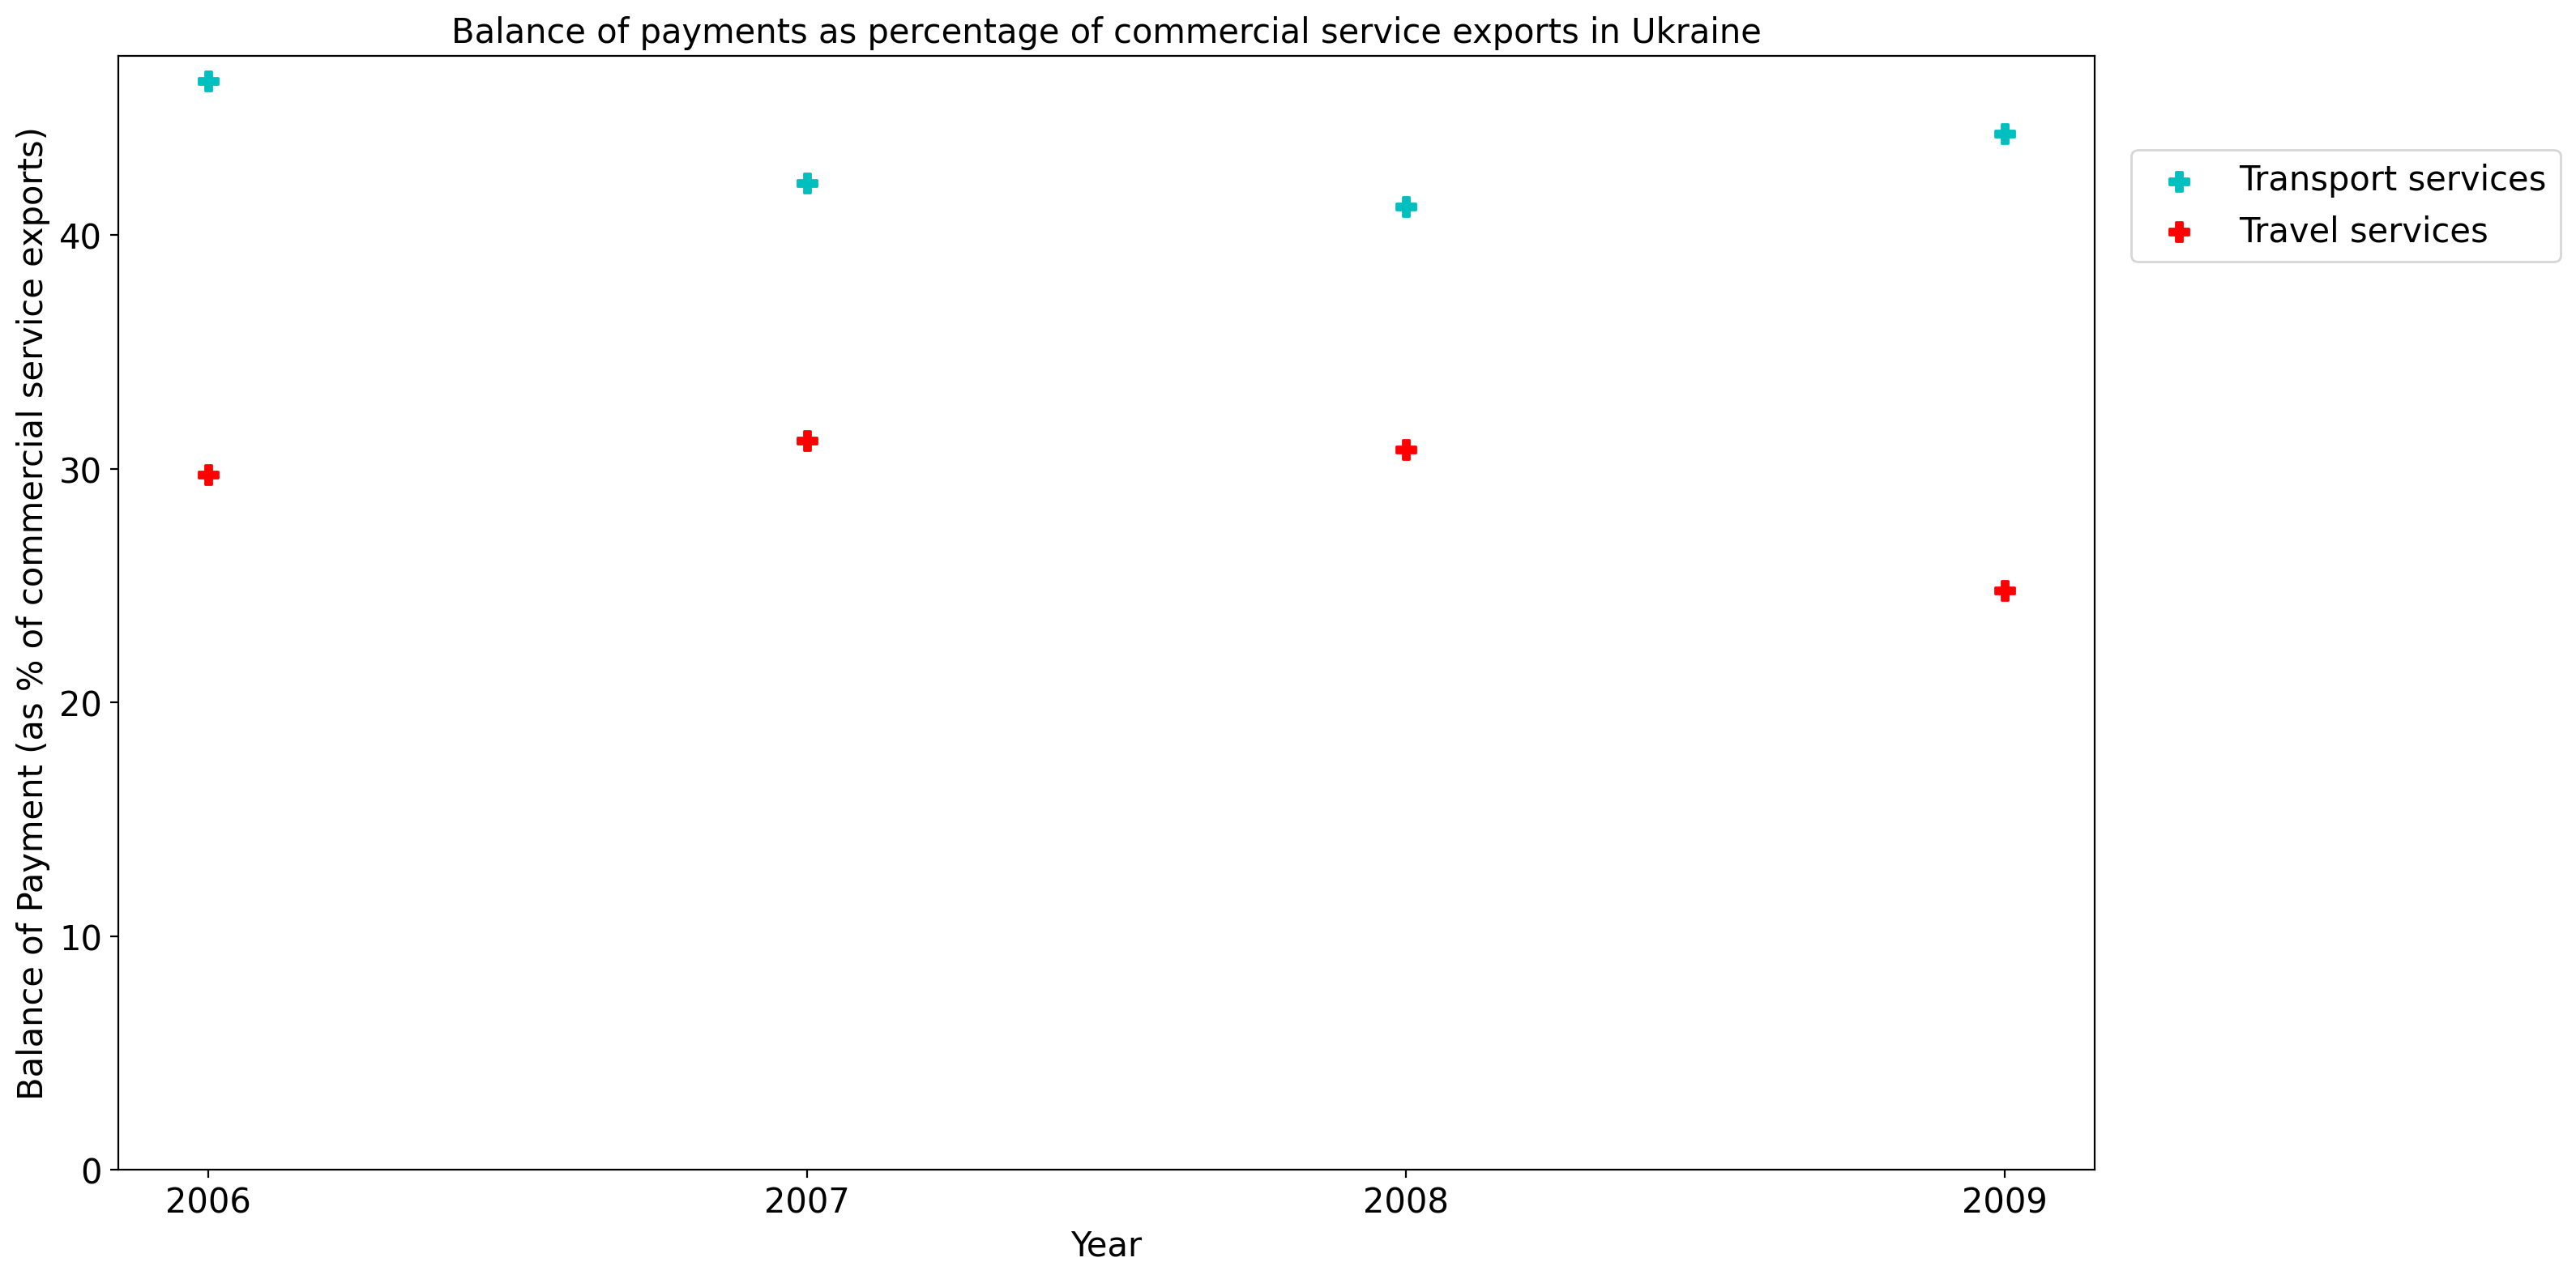 Balance of payments as percentage of commercial service exports in Ukraine
Balance of Payment (as % of commercial service exports)
40
30
20
10
0
2006 2007 2008 2009
Year
Transport services
Travel services